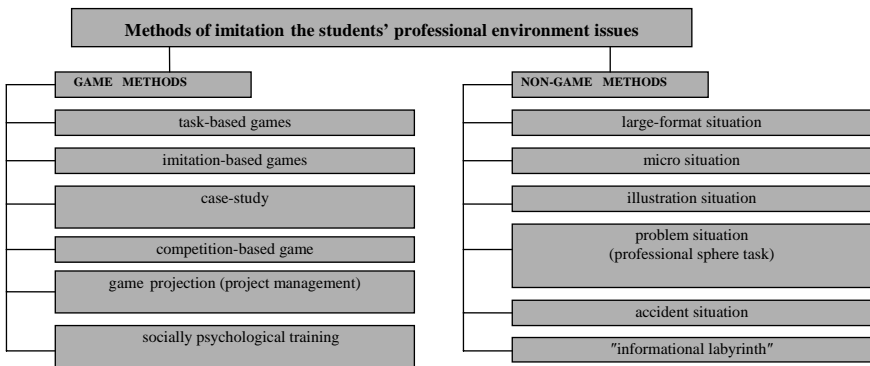 Methods of imitation the students' professional environment issues
GAME METHODS
task-based games
imitation-based games
case-study
competition-based game
game projection (project management)
socially psychological training
NON-GAME METHODS
large-format situation
micro situation
illustration situation
problem situation
(professional sphere task)
accident situation
"informational labyrinth"